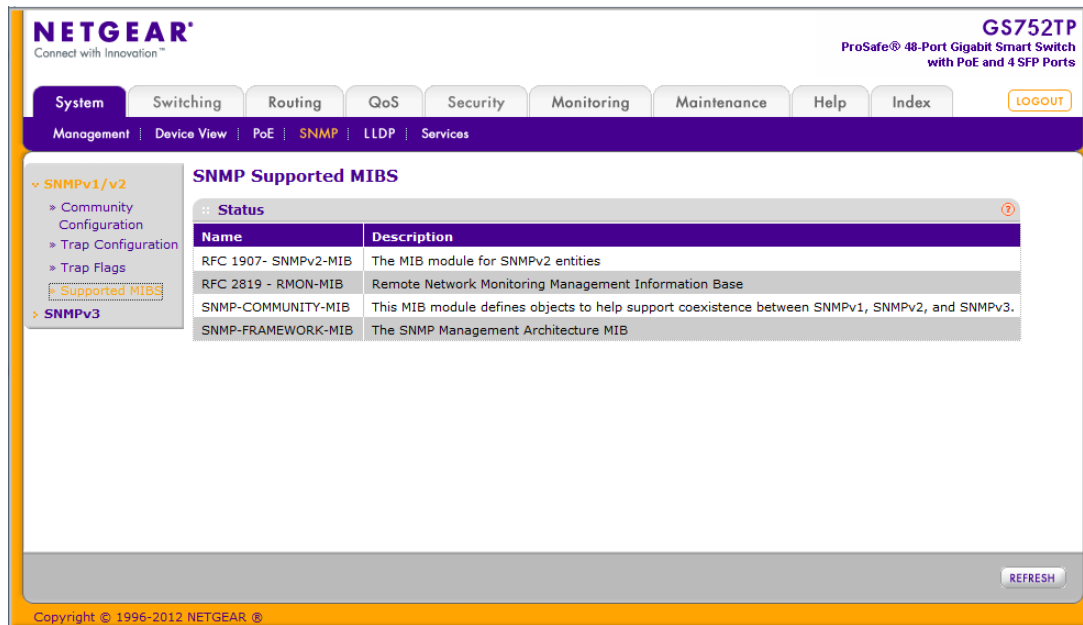 NETGEAR®
Connect with Innovation™
GS752TP
ProSafe® 48-Port Gigabit Smart Switch
with PoE and 4 SFP Ports
System
Switching
Routing
QoS
Security
Monitoring
Maintenance
Help
Index
LOGOUT
Management
Device View
PoE
SNMP
LLDP
Services
SNMPv1/v2
» Community
Configuration
» Trap Configuration
» Trap Flags
» Supported MIBS
SNMPv3
SNMP Supported MIBS
Status
Name Description
RFC 1907- SNMPv2-MIB The MIB module for SNMPv2 entities
RFC 2819 - RMON-MIB Remote Network Monitoring Management Information Base
SNMP-COMMUNITY-MIB This MIB module defines objects to help support coexistence between SNMPv1, SNMPv2, and SNMPv3.
SNMP-FRAMEWORK-MIB The SNMP Management Architecture MIB
REFRESH
Copyright © 1996-2012 NETGEAR ®